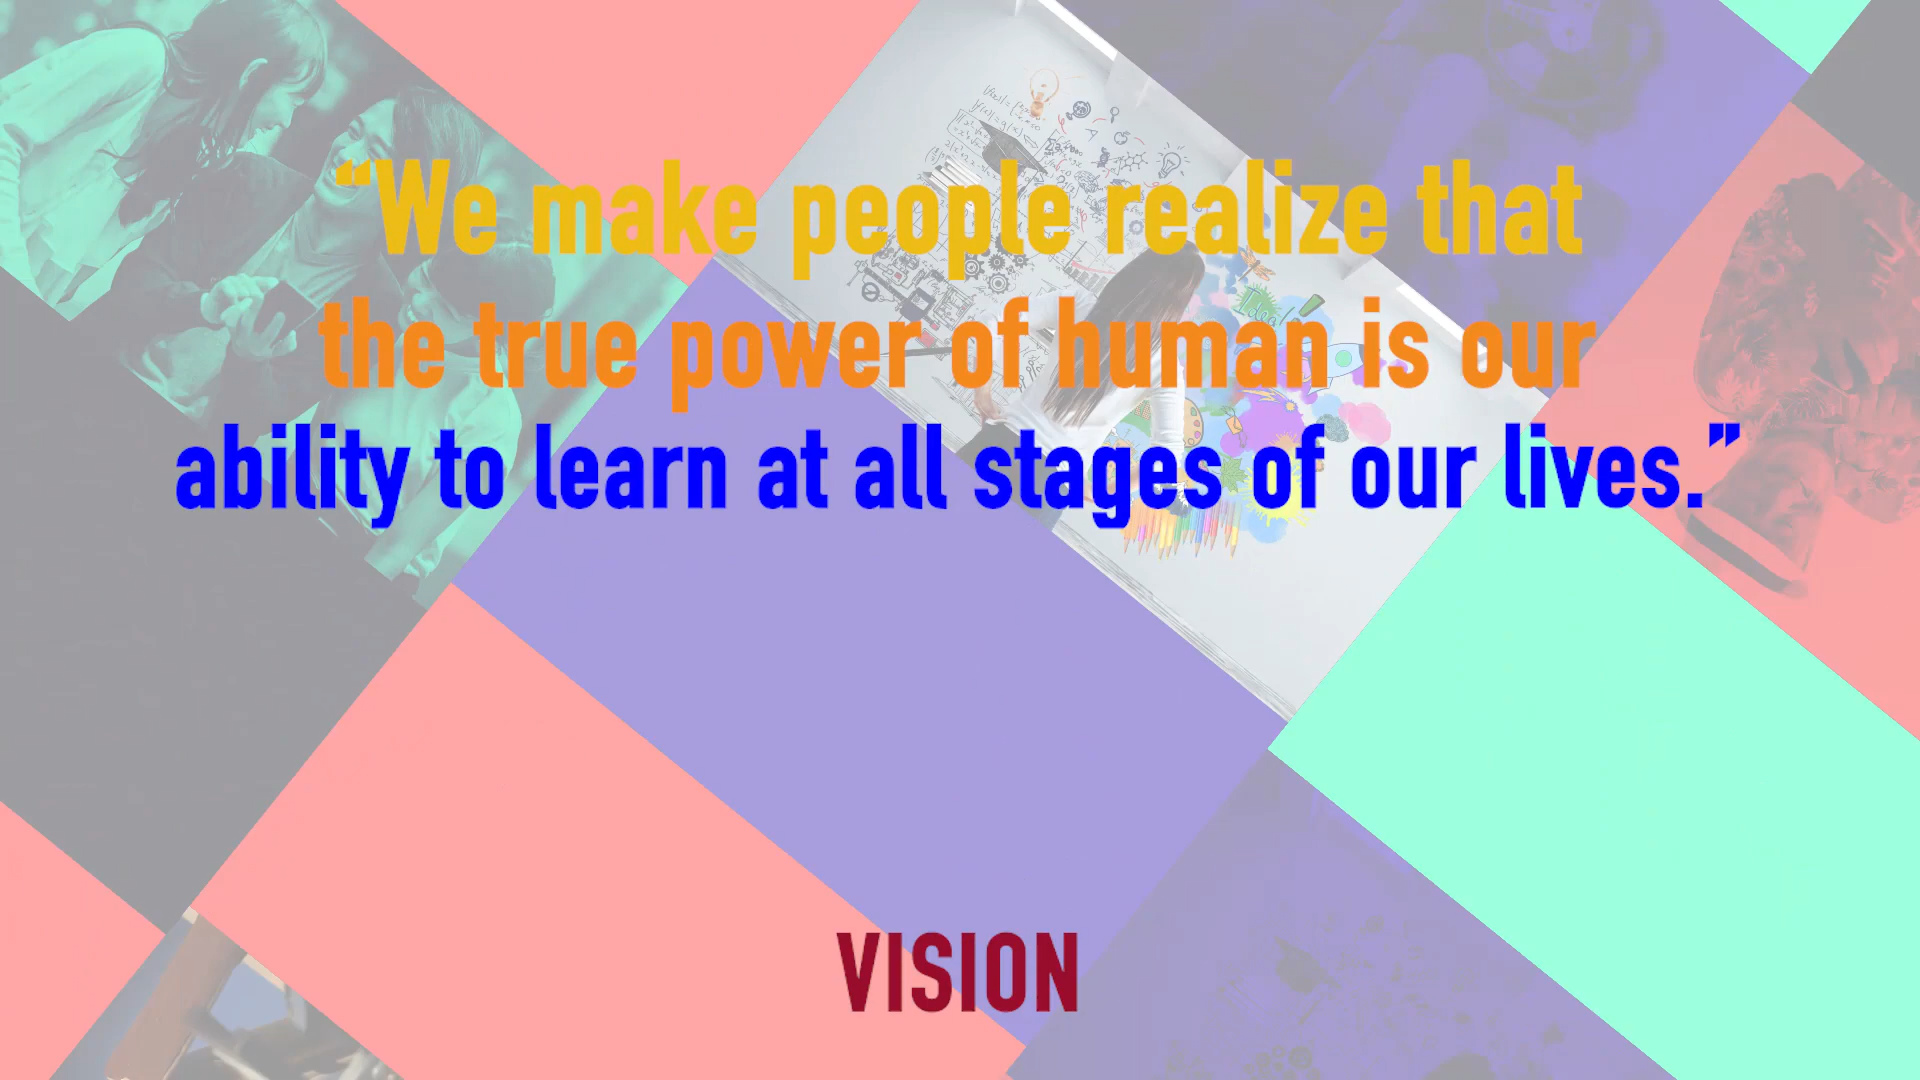 “We make people realize that
the true power of human is our
ability to learn at all stages of our lives.”
Idea!
VISION